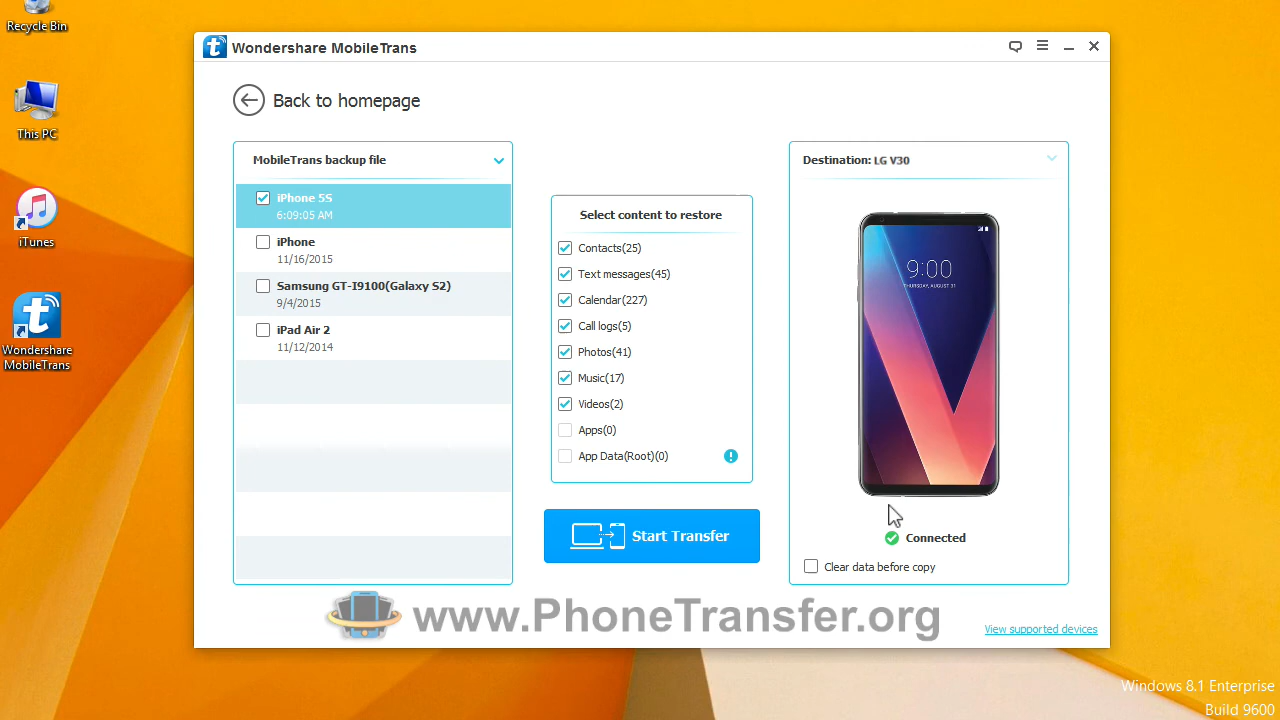 Recycle Bin
This PC
iTunes
Wondershare
MobileTrans
Wondershare MobileTrans
Back to homepage
MobileTrans backup file
iPhone 5S
6:09:05 AM
iPhone
11/16/2015
Samsung GT-I9100(Galaxy S2)
9/4/2015
iPad Air 2
11/12/2014
Select content to restore
Contacts(25)
Text messages(45)
Calendar(227)
Call logs(5)
Photos(41)
Music(17)
Videos(2)
Apps(0)
App Data(Root)(0)
Start Transfer
Destination: LG V30
9:00
THURSDAY, AUGUST 31
Connected
Clear data before copy
www.PhoneTransfer.org
View supported devices
Windows 8.1 Enterprise
Build 9600